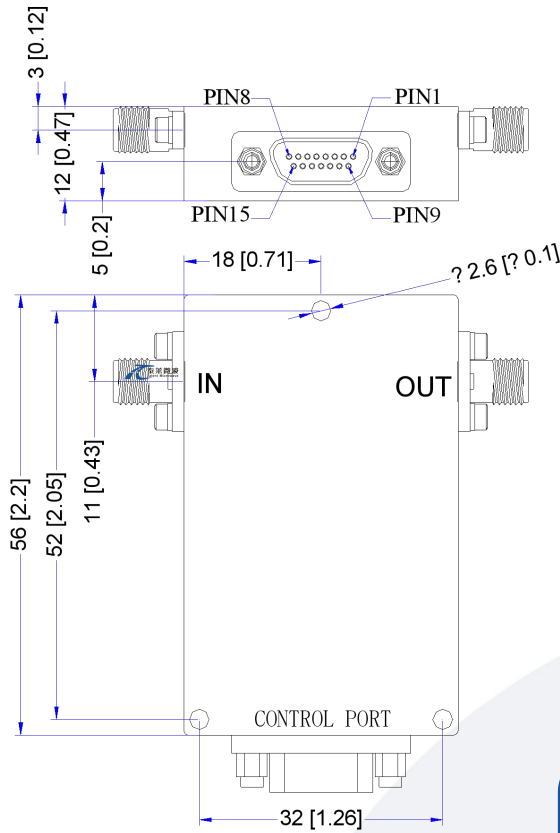 3 [0.12]
12 [0.47]
5 [0.2]
PIN8
PIN1
PIN15
PIN9
18 [0.71]
? 2.6 [? 0.1]
IN
OUT
11 [0.43]
52 [2.05]
56 [2.2]
CONTROL PORT
32 [1.26]